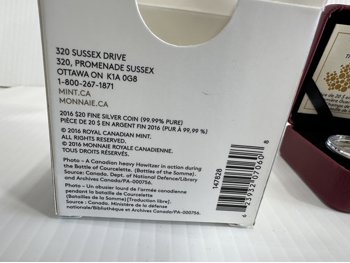 320 SUSSEX DRIVE
320, PROMENADE SUSSEX
OTTAWA ON K1A 0G8
1-800-267-1871
MINT.CA
MONNAIE.CA
2016 $20 FINE SILVER COIN (99.99% PURE)
PIÈCE DE 20 $ EN ARGENT FIN 2016 (PUR À 99,99 %)
© 2016 ROYAL CANADIAN MINT.
ALL RIGHTS RESERVED.
© 2016 MONNAIE ROYALE CANADIENNE.
TOUS DROITS RÉSERVÉS.
Photo – A Canadian heavy Howitzer in action during
the Battle of Courcelette. (Battles of the Somme).
Source: Canada. Dept. of National Defence/Library
and Archives Canada/PA-000756.
Photo – Un obusier lourd de l'armée canadienne
pendant la bataille de Courcelette
(Batailles de la Somme)[Traduction libre].
Source: Canada. Ministère de la défense
nationale/Bibliothèque et Archives Canada/PA-000756.
147828